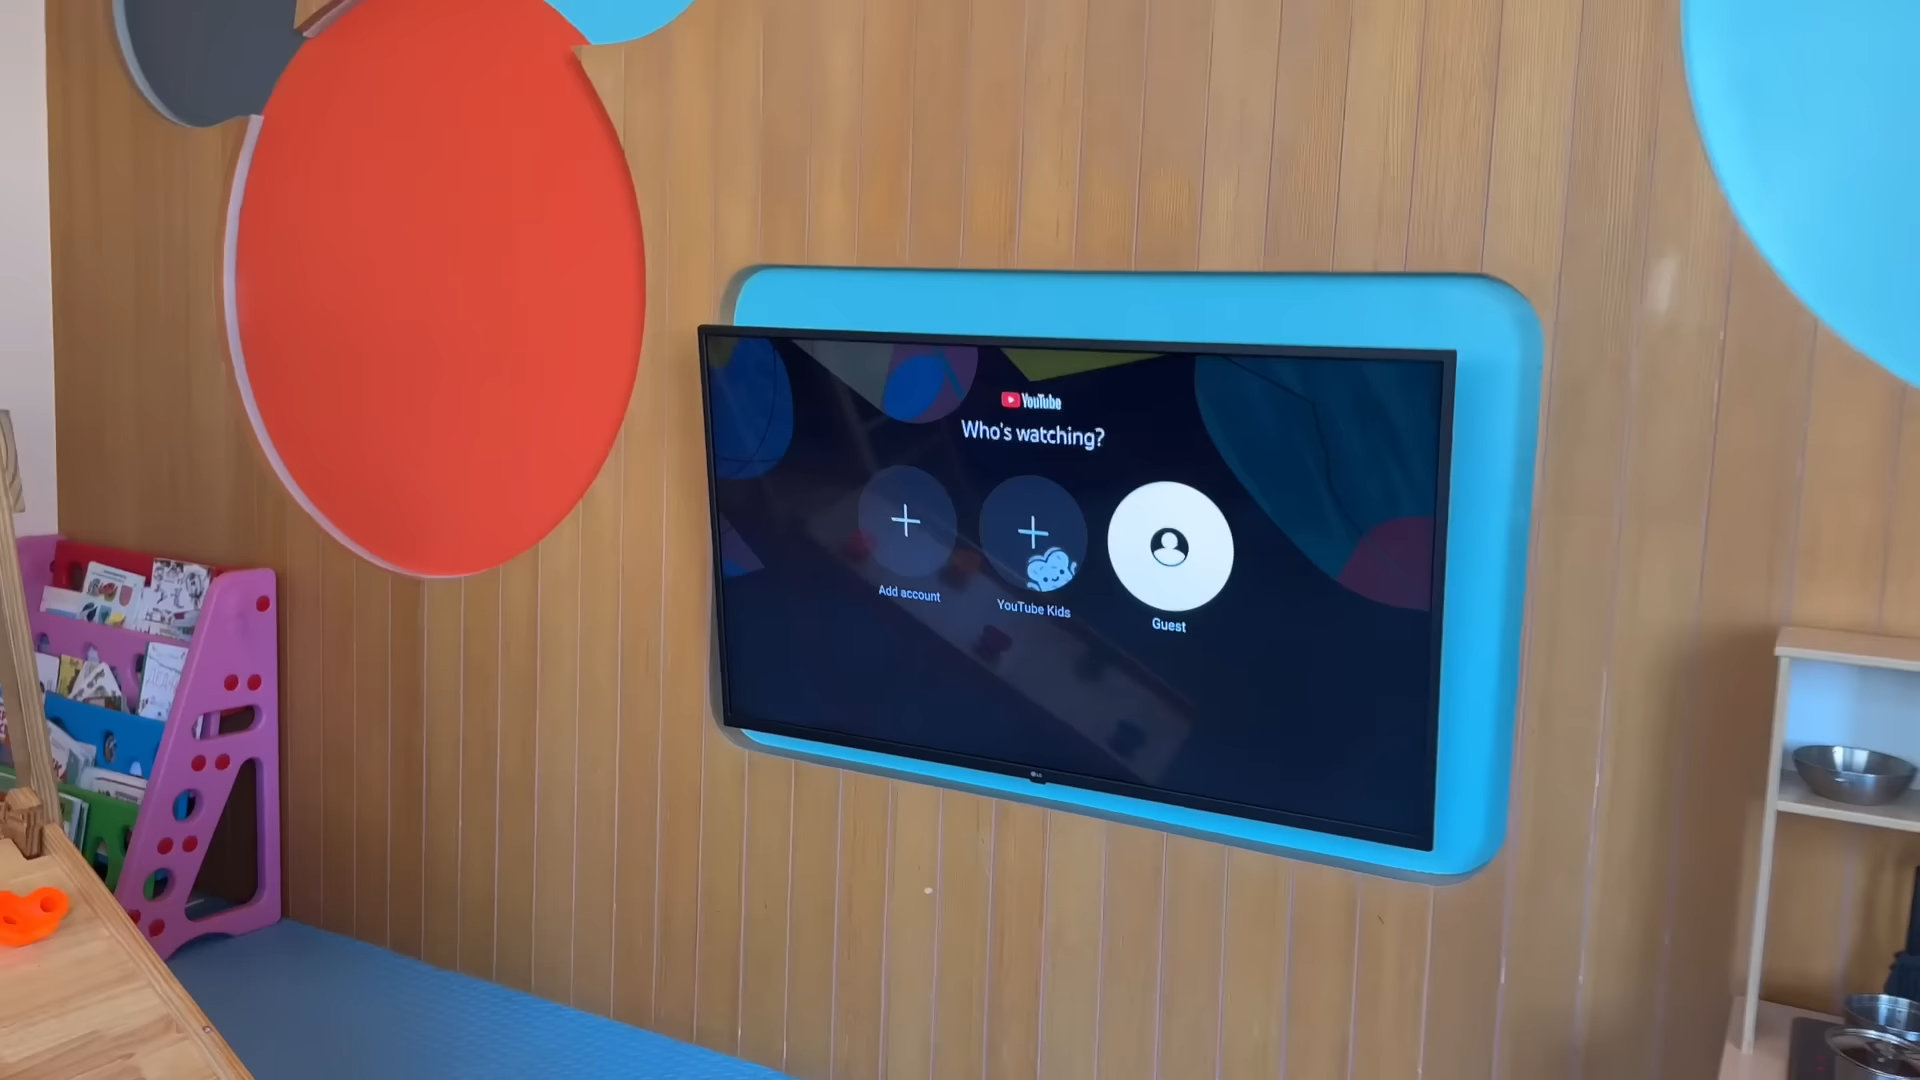 YouTube
Who's watching?
Add account
YouTube Kids
Guest
LG